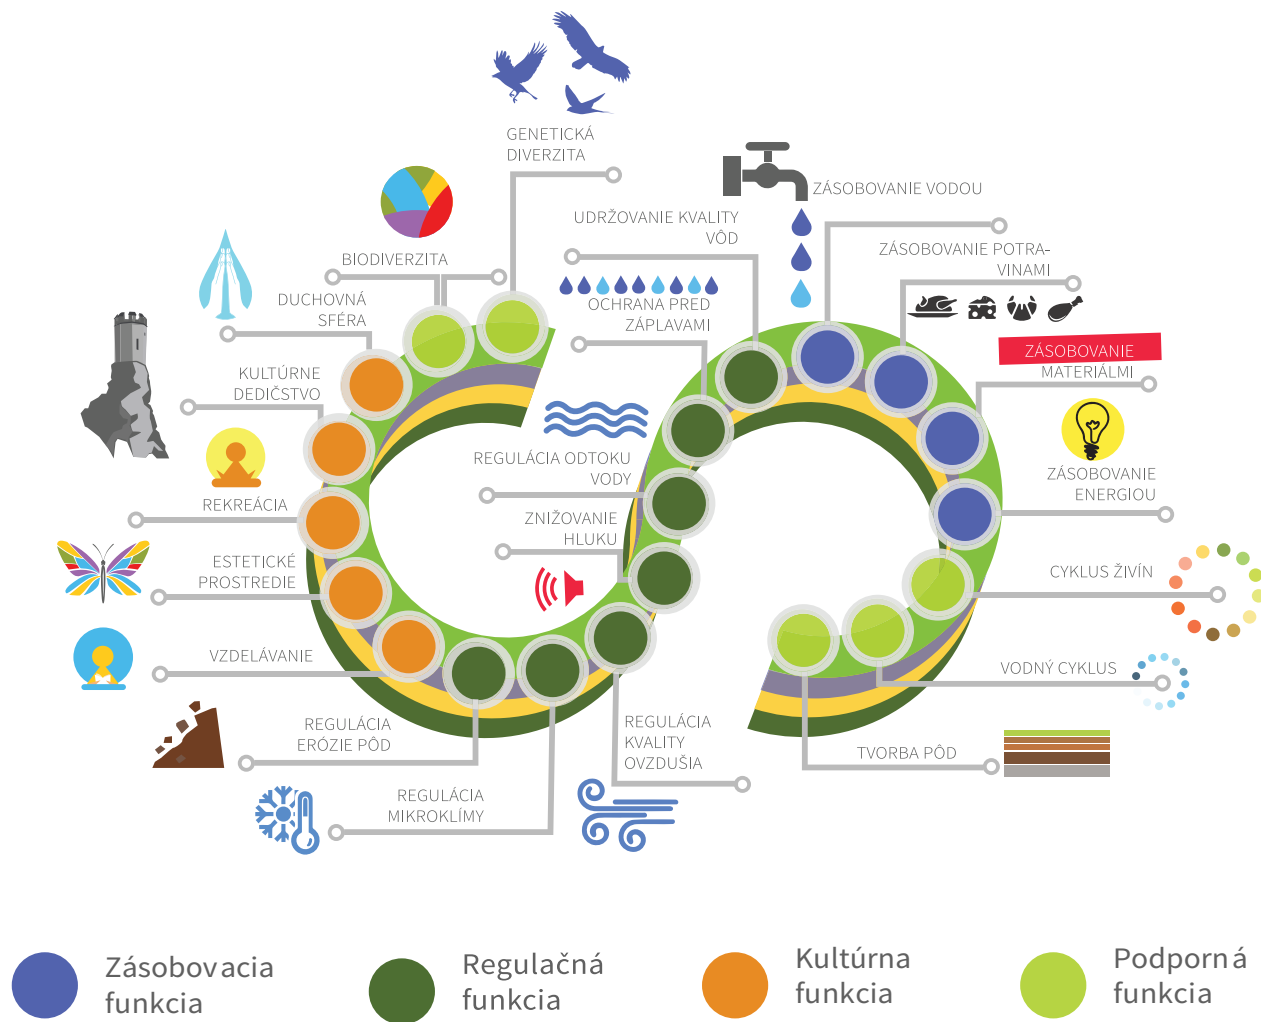 GENETICKÁ
DIVERZITA
ZÁSOBOVANIE VODOU
UDRŽOVANIE KVALITY
VÔD
ZÁSOBOVANIE POTRA-
VINAMI
BIODIVERZITA
DUCHOVNÁ
SFÉRA
OCHRANA PRED
ZÁPLAVAMI
ZÁSOBOVANIE
MATERIÁLMI
KULTÚRNE
DEDIČSTVO
REGULÁCIA ODTOKU
VODY
ZÁSOBOVANIE
ENERGIOU
REKREÁCIA
ZNIŽOVANIE
HLUKU
ESTETICKÉ
PROSTREDIE
CYKLUS ŽIVÍN
VZDELÁVANIE
VODNÝ CYKLUS
REGULÁCIA
ERÓZIE PÔD
REGULÁCIA
KVALITY
OVZDUŠIA
TVORBA PÔD
REGULÁCIA
MIKROKLÍMY
Zásobovacia
funkcia
Regulačná
funkcia
Kultúrna
funkcia
Podporná
funkcia